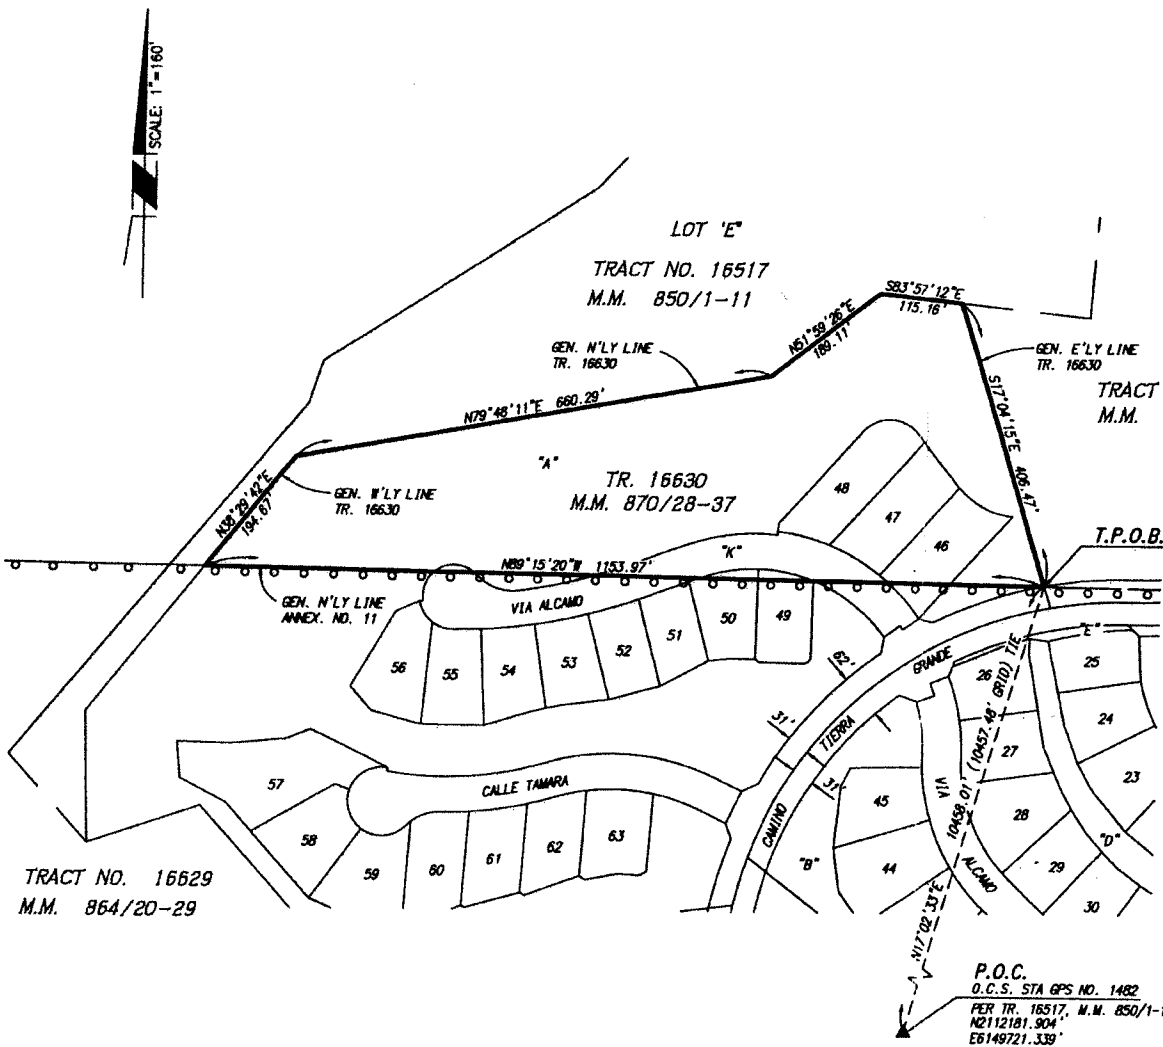 SCALE: 1"=160'
LOT 'E'
TRACT NO. 16517
M.M. 850/1-11
S83°57'12"E
115.16'
N51°59'26"E
189.11'
GEN. N'LY LINE
TR. 16630
GEN. E'LY LINE
TR. 16630
TRACT
M.M.
N79°48'11"E 660.29'
S17°04'15"E 406.47'
"A"
TR. 16630
M.M. 870/28-37
N38°29'42"E
194.67'
GEN. W'LY LINE
TR. 16630
48
47
46
"K"
T.P.O.B.
N89°15'20"W 1153.97'
GEN. N'LY LINE
ANNEX. NO. 11
VIA ALCAMO
56
55
54
53
52
51
50
49
62'
31'
31'
CAMINO
TIERRA
GRANDE
"E"
26
25
24
27
23
28
29
30
"D"
45
44
"B"
VIA
ALCAMO
57
58
59
60
61
62
63
CALLE TAMARA
TRACT NO. 16629
M.M. 864/20-29
N17°02'33"E 10458.01' (10457.48' GRID) TIE
P.O.C.
O.C.S. STA GPS NO. 1482
PER TR. 16517, M.M. 850/1-1
N2112181.904'
E6149721.339'